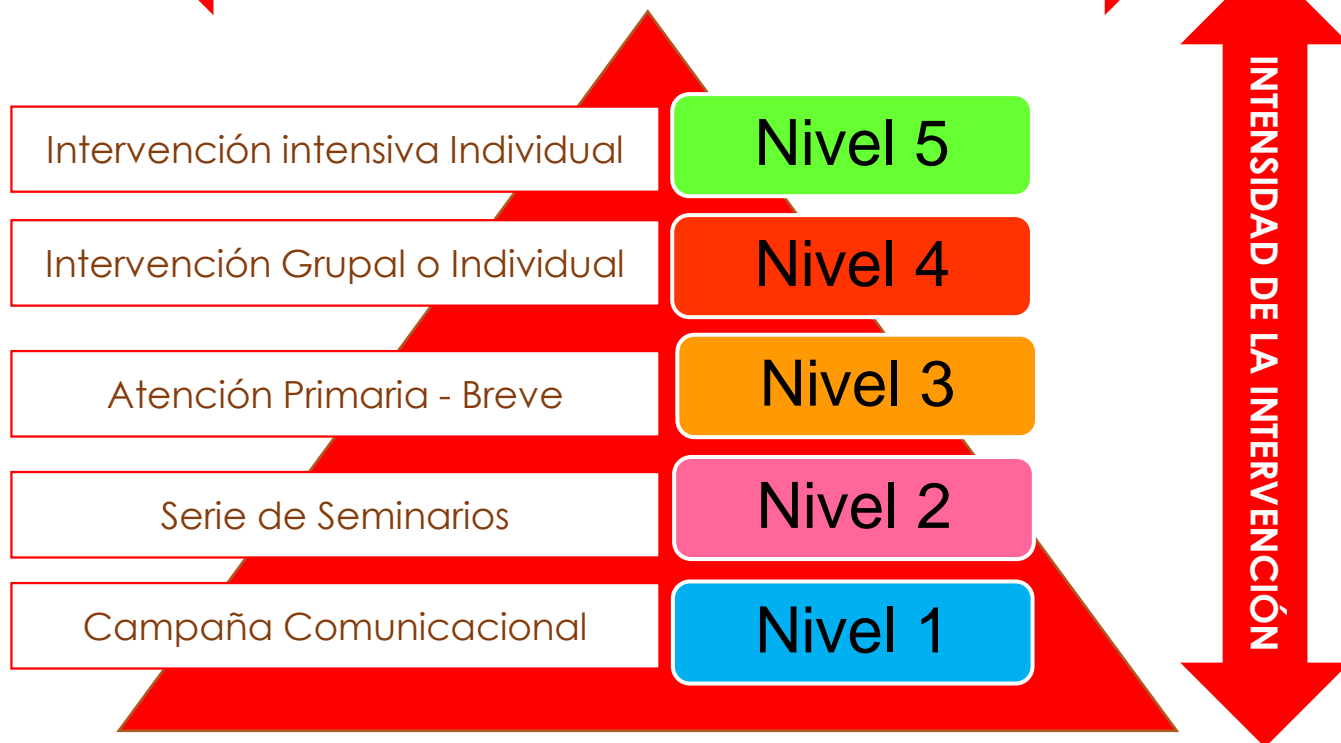 Intervención intensiva Individual
Nivel 5
Intervención Grupal o Individual
Nivel 4
Atención Primaria - Breve
Nivel 3
Serie de Seminarios
Nivel 2
Campaña Comunicacional
Nivel 1
INTENSIDAD DE LA INTERVENCIÓN